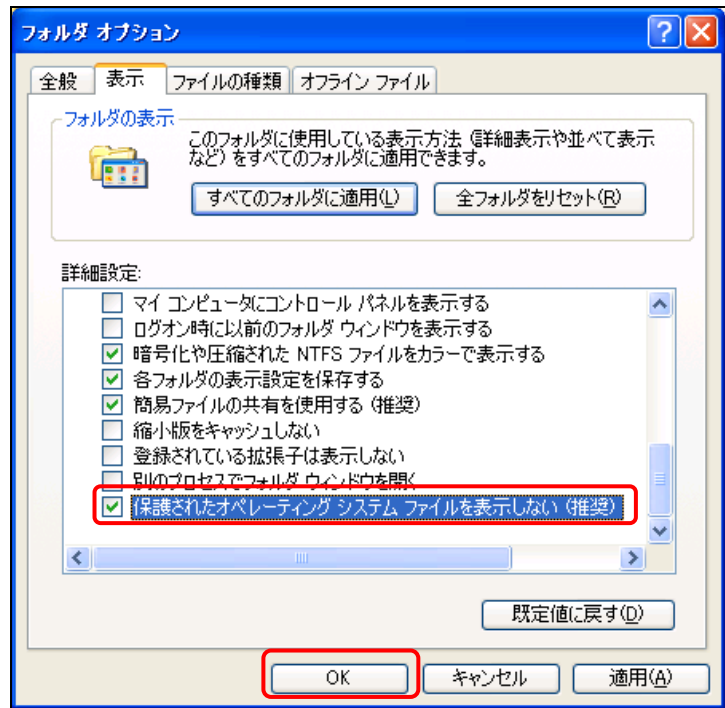 フォルダ オプション
全般 表示 ファイルの種類 オフライン ファイル
フォルダの表示
このフォルダに使用している表示方法 (詳細表示や並べて表示
など) をすべてのフォルダに適用できます。
すべてのフォルダに適用(L) 全フォルダをリセット(R)
詳細設定:
マイ コンピュータにコントロール パネルを表示する
ログオン時に以前のフォルダ ウィンドウを表示する
暗号化や圧縮された NTFS ファイルをカラーで表示する
各フォルダの表示設定を保存する
簡易ファイルの共有を使用する (推奨)
縮小版をキャッシュしない
登録されている拡張子は表示しない
別のプロセスでフォルダ ウィンドウを開く
保護されたオペレーティング システム ファイルを表示しない (推奨)
既定値に戻す(D)
OK キャンセル 適用(A)